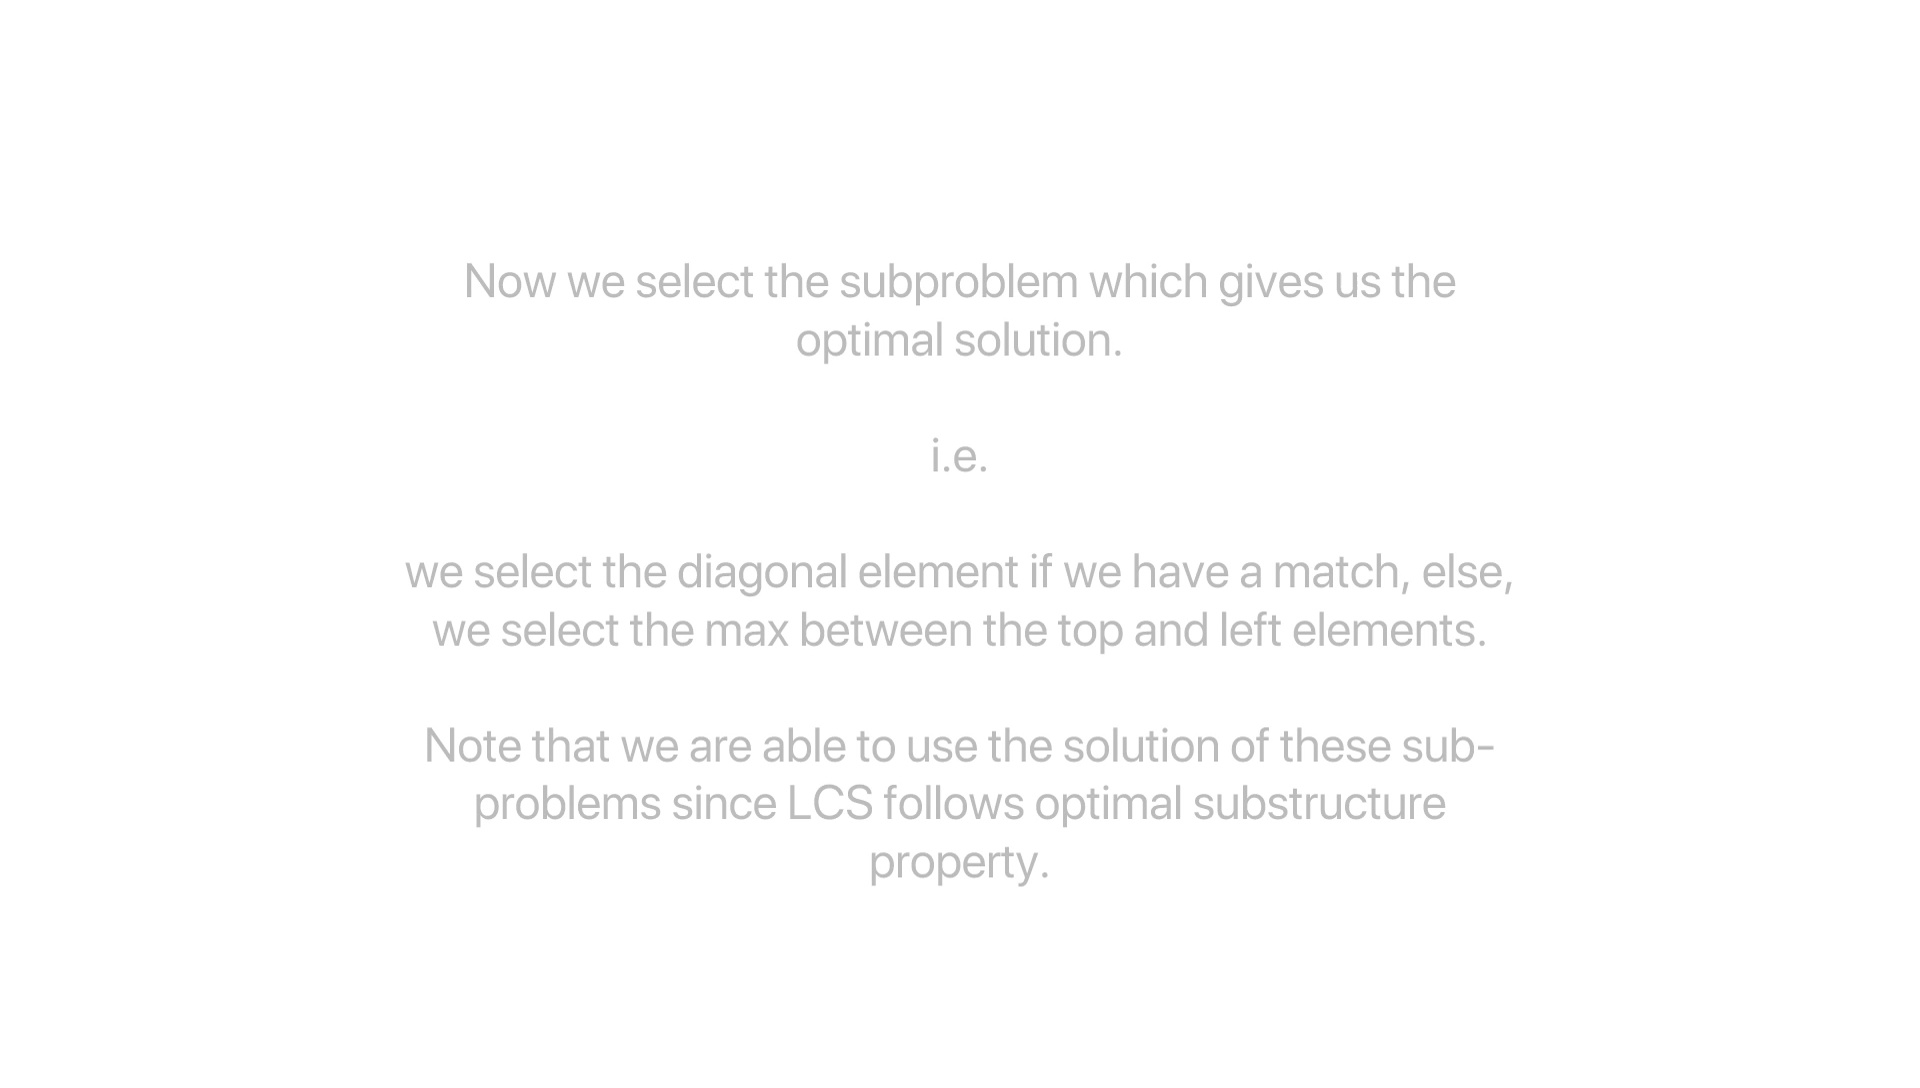 Now we select the subproblem which gives us the
optimal solution.
i.e.
we select the diagonal element if we have a match, else,
we select the max between the top and left elements.
Note that we are able to use the solution of these sub-
problems since LCS follows optimal substructure
property.